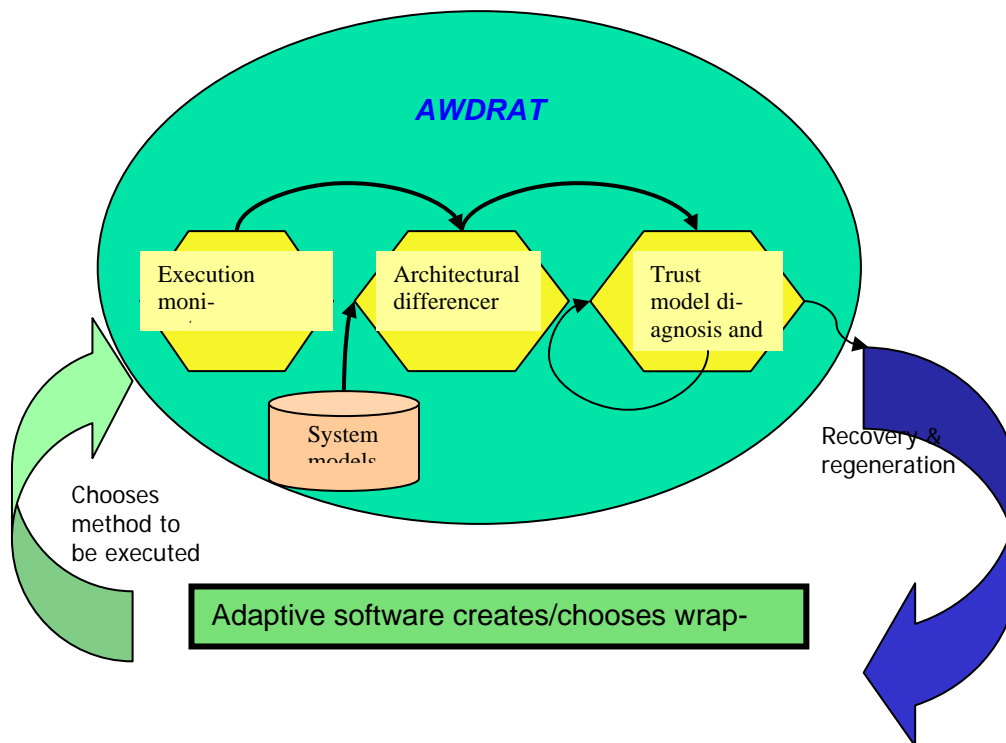 AWDRAT
Execution
moni-
Architectural
differencer
Trust
model di-
agnosis and
System
models
Recovery &
regeneration
Chooses
method to
be executed
Adaptive software creates/chooses wrap-